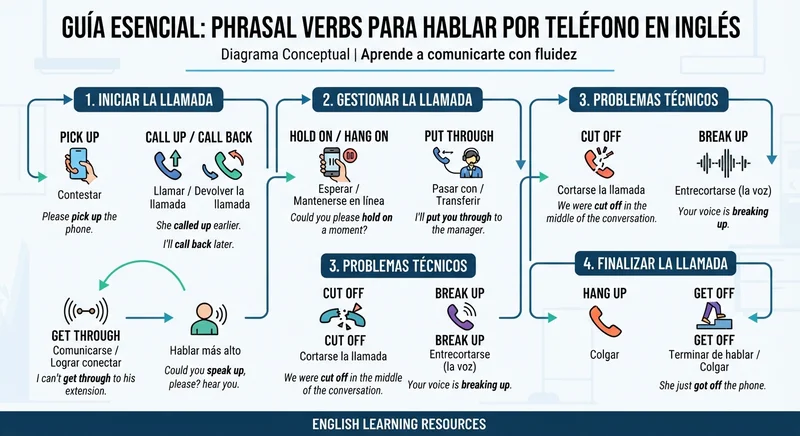 GUÍA ESENCIAL: PHRASAL VERBS PARA HABLAR POR TELÉFONO EN INGLÉS
Diagrama Conceptual | Aprende a comunicarte con fluidez
1. INICIAR LA LLAMADA
PICK UP
Contestar
Please pick up the
phone.
CALL UP / CALL BACK
Llamar / Devolver la
llamada llamada
She called up earlier.
I'll call back later.
GET THROUGH
Comunicarse /
Lograr conectar
I can't get through to his
extension.
Hablar más alto
Could you speak up,
please? hear you.
2. GESTIONAR LA LLAMADA
HOLD ON / HANG ON
Esperar /
Mantenerse en línea
Could you please hold on
a moment?
PUT THROUGH
Pasar con /
Transferir
I'll put you through to
the manager.
3. PROBLEMAS TÉCNICOS
CUT OFF
CUT OFF
Cortarse la llamada
We were cut off in the middle
of the conversation.
BREAK UP
BREAK UP
Entrecortarse
(la voz)
Your voice is breaking up.
3. PROBLEMAS TÉCNICOS
CUT OFF
Cortarse la llamada
We were cut off in the
middle of the conversation.
BREAK UP
Entrecortarse (la voz)
Your voice is breaking
up.
4. FINALIZAR LA LLAMADA
HANG UP
Colgar
GET OFF
GET OFF
Terminar de hablar /
Colgar
She just got off the phone.
ENGLISH LEARNING RESOURCES